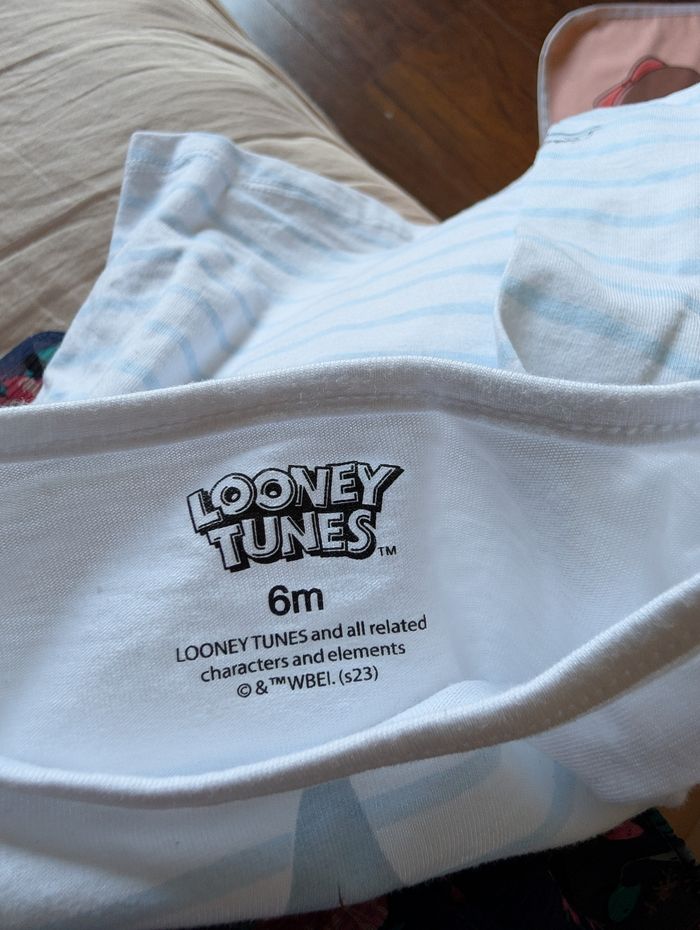 LOONEY
TUNES™
6m
LOONEY TUNES and all related
characters and elements
© &™WBEI. (s23)